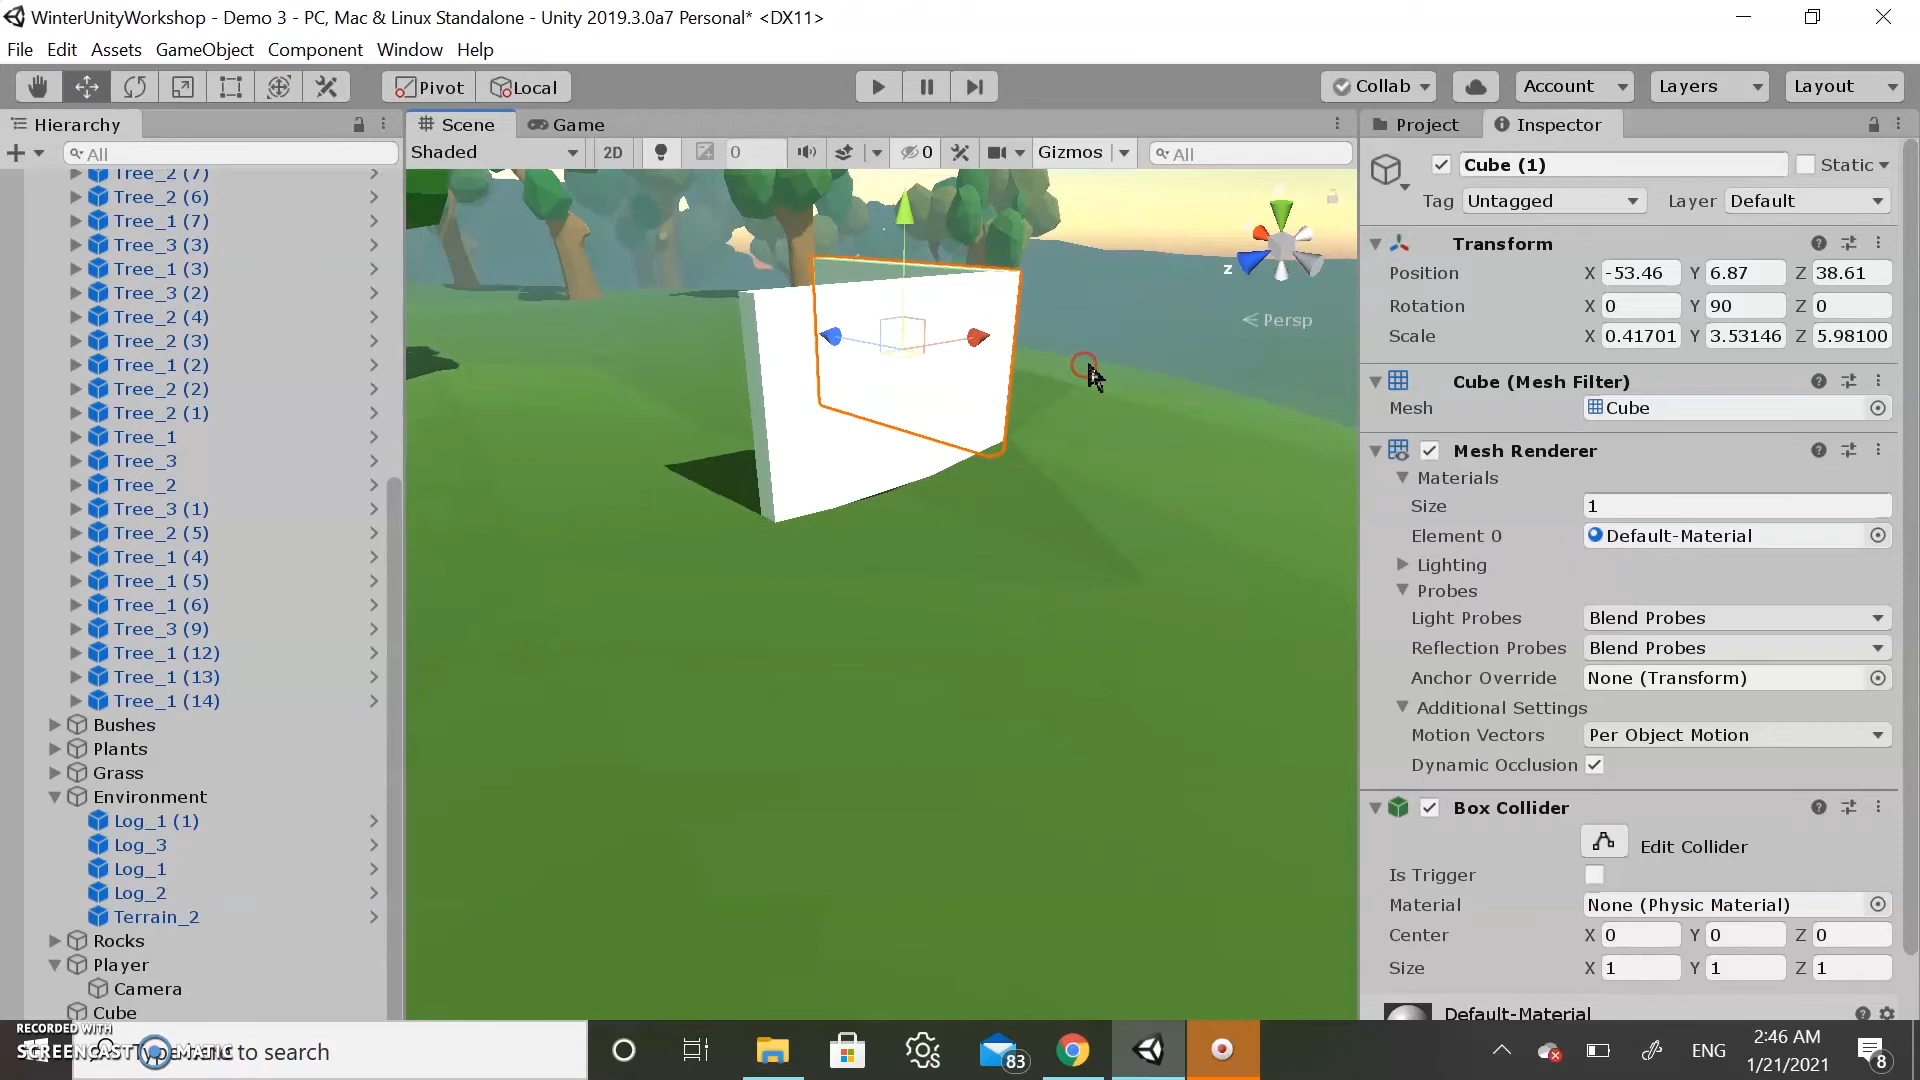 WinterUnityWorkshop - Demo 3 - PC, Mac & Linux Standalone - Unity 2019.3.0a7 Personal* <DX11>
File Edit Assets GameObject Component Window Help
Pivot Local Collab Account Layers Layout
Hierarchy
All
Tree_2 (7)
Tree_2 (6)
Tree_1 (7)
Tree_3 (3)
Tree_1 (3)
Tree_3 (2)
Tree_2 (4)
Tree_2 (3)
Tree_1 (2)
Tree_2 (2)
Tree_2 (1)
Tree_1
Tree_3
Tree_2
Tree_3 (1)
Tree_2 (5)
Tree_1 (4)
Tree_1 (5)
Tree_1 (6)
Tree_3 (9)
Tree_1 (12)
Tree_1 (13)
Tree_1 (14)
Bushes
Plants
Grass
Environment
Log_1 (1)
Log_3
Log_1
Log_2
Terrain_2
Rocks
Player
Camera
Cube
Scene Game
Shaded 2D 0 0 Gizmos All
z
Persp
Project Inspector
Cube (1) Static
Tag Untagged Layer Default
Transform
Position X -53.46 Y 6.87 Z 38.61
Rotation X 0 Y 90 Z 0
Scale X 0.41701 Y 3.53146 Z 5.98100
Cube (Mesh Filter)
Mesh Cube
Mesh Renderer
Materials
Size 1
Element 0 Default-Material
Lighting
Probes
Light Probes Blend Probes
Reflection Probes Blend Probes
Anchor Override None (Transform)
Additional Settings
Motion Vectors Per Object Motion
Dynamic Occlusion
Box Collider
Edit Collider
Is Trigger
Material None (Physic Material)
Center X 0 Y 0 Z 0
Size X 1 Y 1 Z 1
Default-Material
RECORDED WITH
SCREENCAST MATIC
Type here to search
83
ENG
2:46 AM
1/21/2021
8